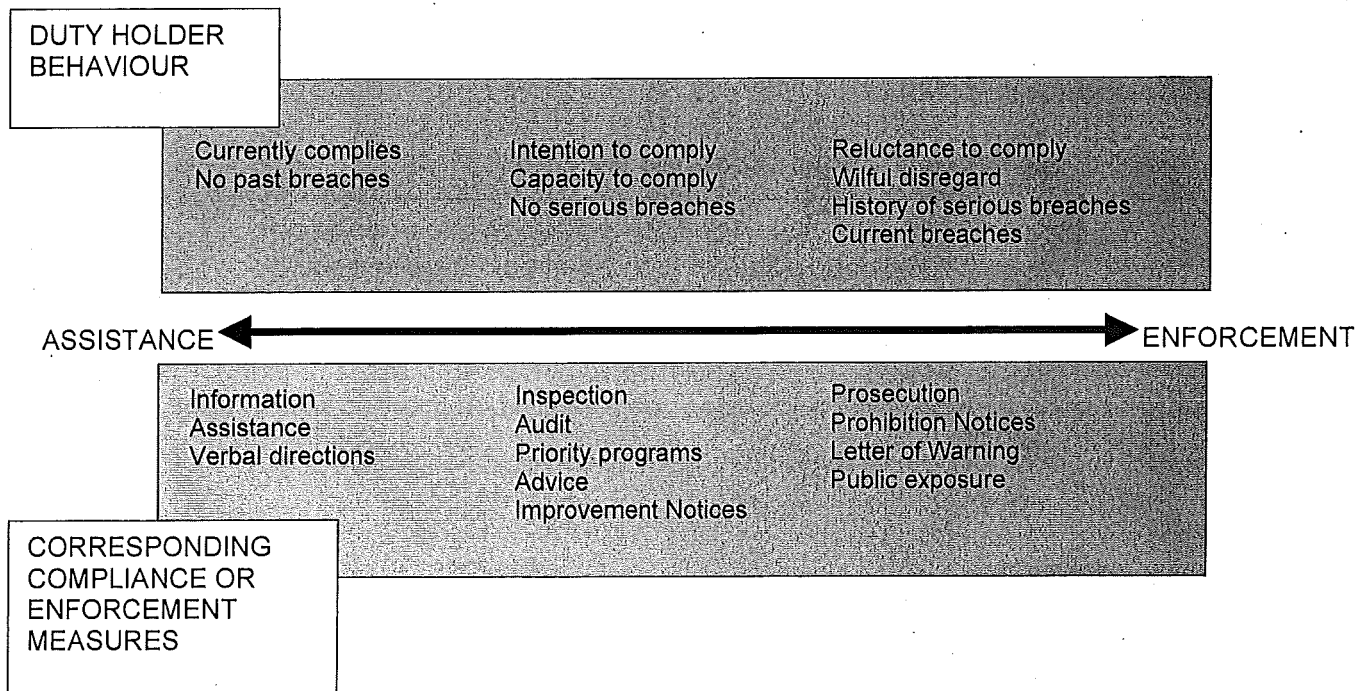 DUTY HOLDER
BEHAVIOUR
Currently complies
No past breaches
Intention to comply
Capacity to comply
No serious breaches
Reluctance to comply
Wilful disregard
History of serious breaches
Current breaches
ASSISTANCE
ENFORCEMENT
Information
Assistance
Verbal directions
Inspection
Audit
Priority programs
Advice
Improvement Notices
Prosecution
Prohibition Notices
Letter of Warning
Public exposure
CORRESPONDING
COMPLIANCE OR
ENFORCEMENT
MEASURES